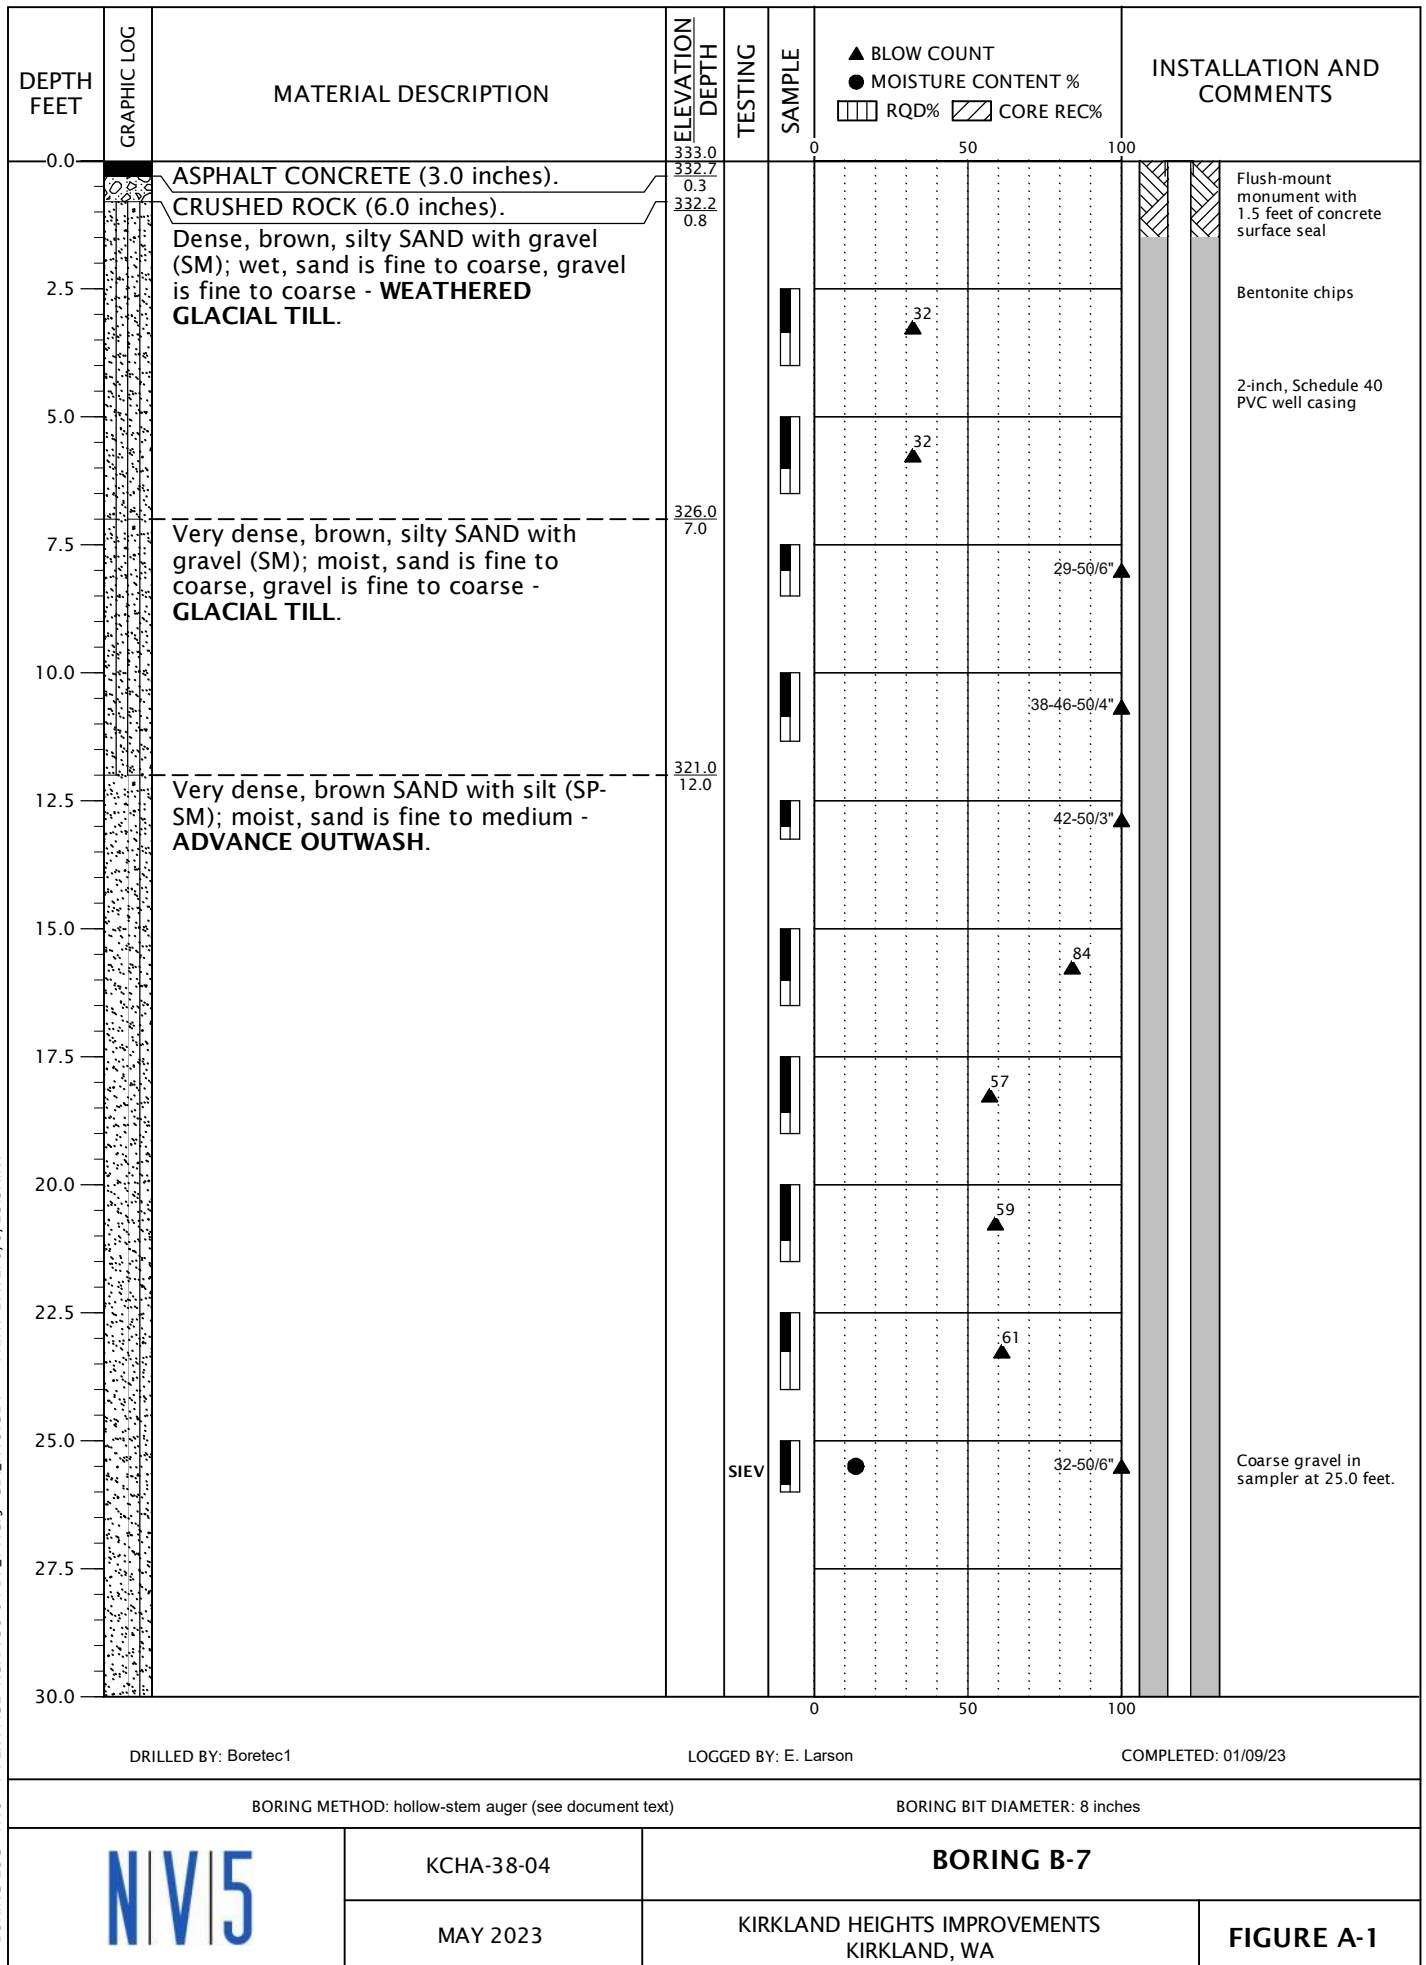 DEPTH
FEET
GRAPHIC LOG
MATERIAL DESCRIPTION
ELEVATION
DEPTH
TESTING
SAMPLE
▲ BLOW COUNT
● MOISTURE CONTENT %
RQD% CORE REC%
INSTALLATION AND
COMMENTS
0 50 100
0.0
333.0
ASPHALT CONCRETE (3.0 inches).
332.7
0.3
CRUSHED ROCK (6.0 inches).
332.2
0.8
Dense, brown, silty SAND with gravel
(SM); wet, sand is fine to coarse, gravel
is fine to coarse - WEATHERED
GLACIAL TILL.
Flush-mount
monument with
1.5 feet of concrete
surface seal
2.5
32
Bentonite chips
2-inch, Schedule 40
PVC well casing
5.0
32
326.0
7.0
Very dense, brown, silty SAND with
gravel (SM); moist, sand is fine to
coarse, gravel is fine to coarse -
GLACIAL TILL.
7.5
29-50/6"
10.0
38-46-50/4"
321.0
12.0
Very dense, brown SAND with silt (SP-
SM); moist, sand is fine to medium -
ADVANCE OUTWASH.
12.5
42-50/3"
15.0
84
17.5
57
20.0
59
22.5
61
25.0
SIEV
32-50/6"
Coarse gravel in
sampler at 25.0 feet.
27.5
30.0
0 50 100
DRILLED BY: Boretec1
LOGGED BY: E. Larson
COMPLETED: 01/09/23
BORING METHOD: hollow-stem auger (see document text)
BORING BIT DIAMETER: 8 inches
N|V|5
KCHA-38-04
BORING B-7
MAY 2023
KIRKLAND HEIGHTS IMPROVEMENTS
KIRKLAND, WA
FIGURE A-1